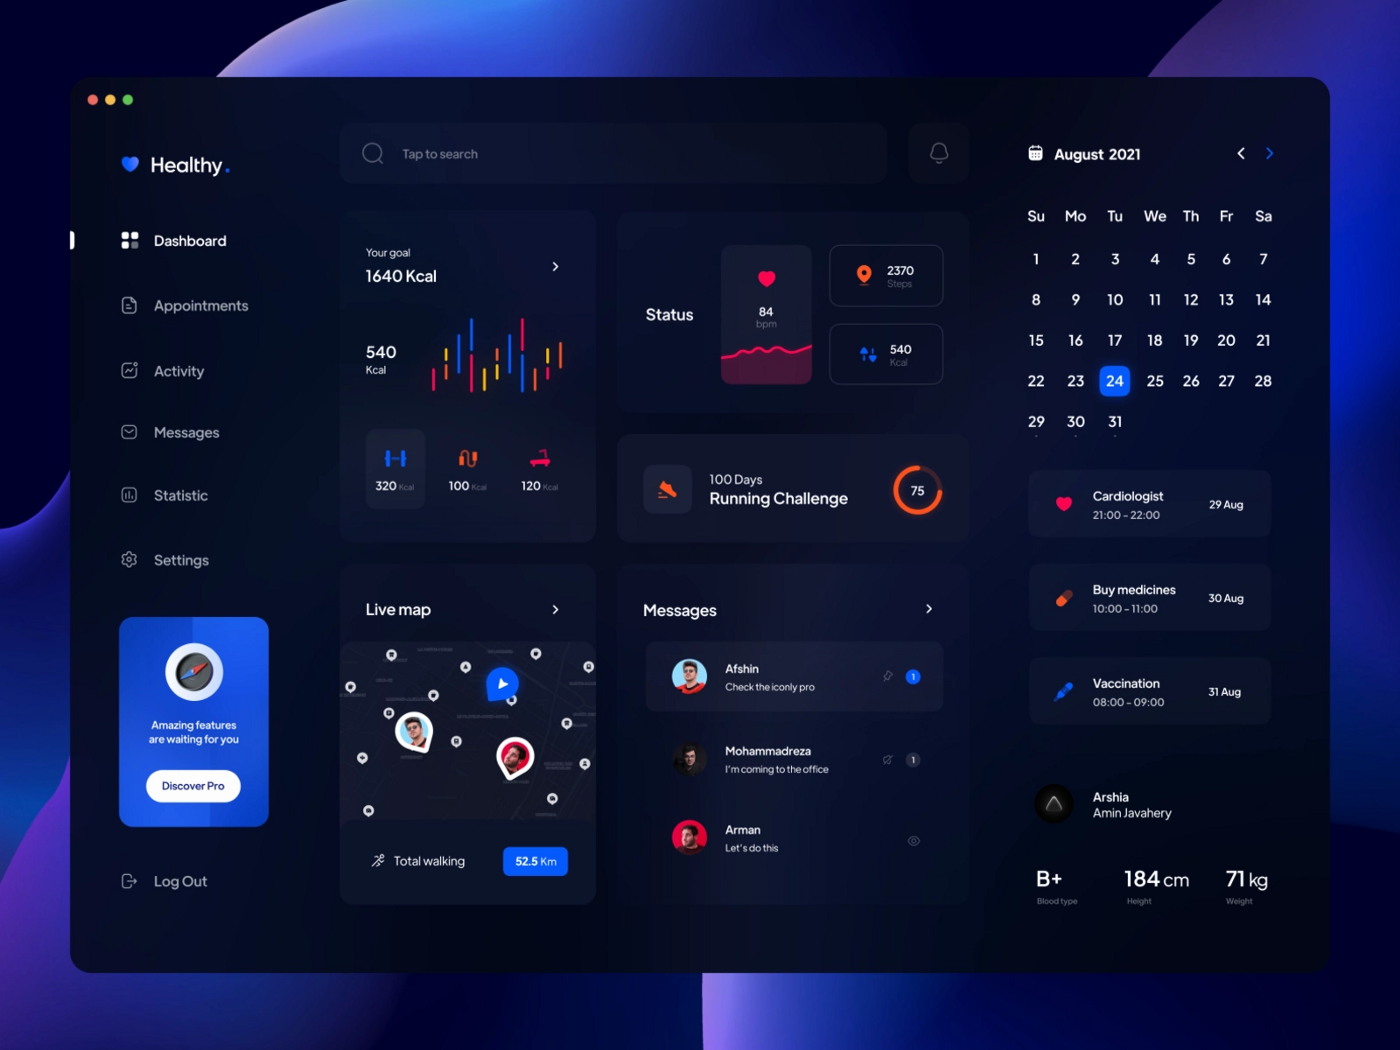 Healthy.
Dashboard
Appointments
Activity
Messages
Statistic
Settings
Amazing features
are waiting for you
Discover Pro
Log Out
Tap to search
Your goal
1640 Kcal
540
Kcal
320 Kcal
100 Kcal
120 Kcal
Status
84
bpm
2370
Steps
540
Kcal
100 Days
Running Challenge
75
Live map
Total walking
52.5 Km
Messages
Afshin
Check the iconly pro
1
Mohammadreza
I'm coming to the office
1
Arman
Let's do this
August 2021
Su Mo Tu We Th Fr Sa
1 2 3 4 5 6 7
8 9 10 11 12 13 14
15 16 17 18 19 20 21
22 23 24 25 26 27 28
29 30 31
Cardiologist
21:00 - 22:00
29 Aug
Buy medicines
10:00 - 11:00
30 Aug
Vaccination
08:00 - 09:00
31 Aug
Arshia
Amin Javahery
B+
Blood type
184 cm
Height
71 kg
Weight